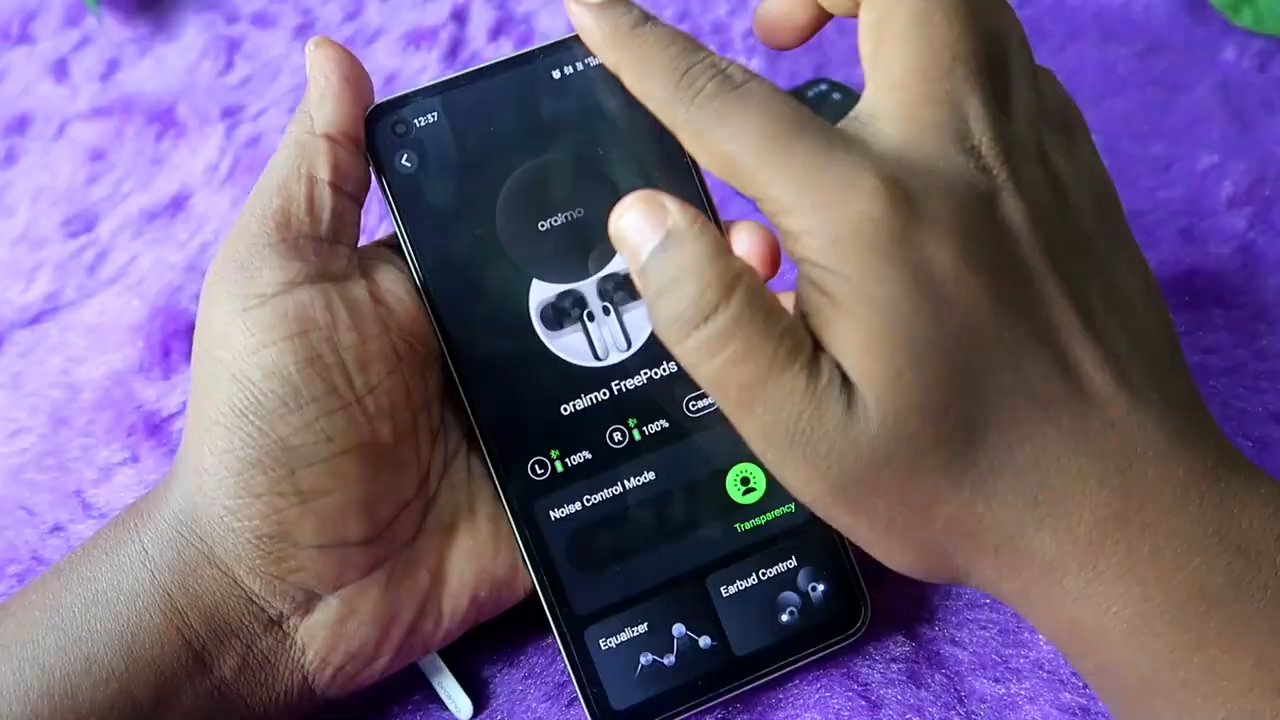 12:57
oraimo
oraimo FreePods
L 100%
R 100%
Case
Noise Control Mode
Transparency
Earbud Control
Equalizer